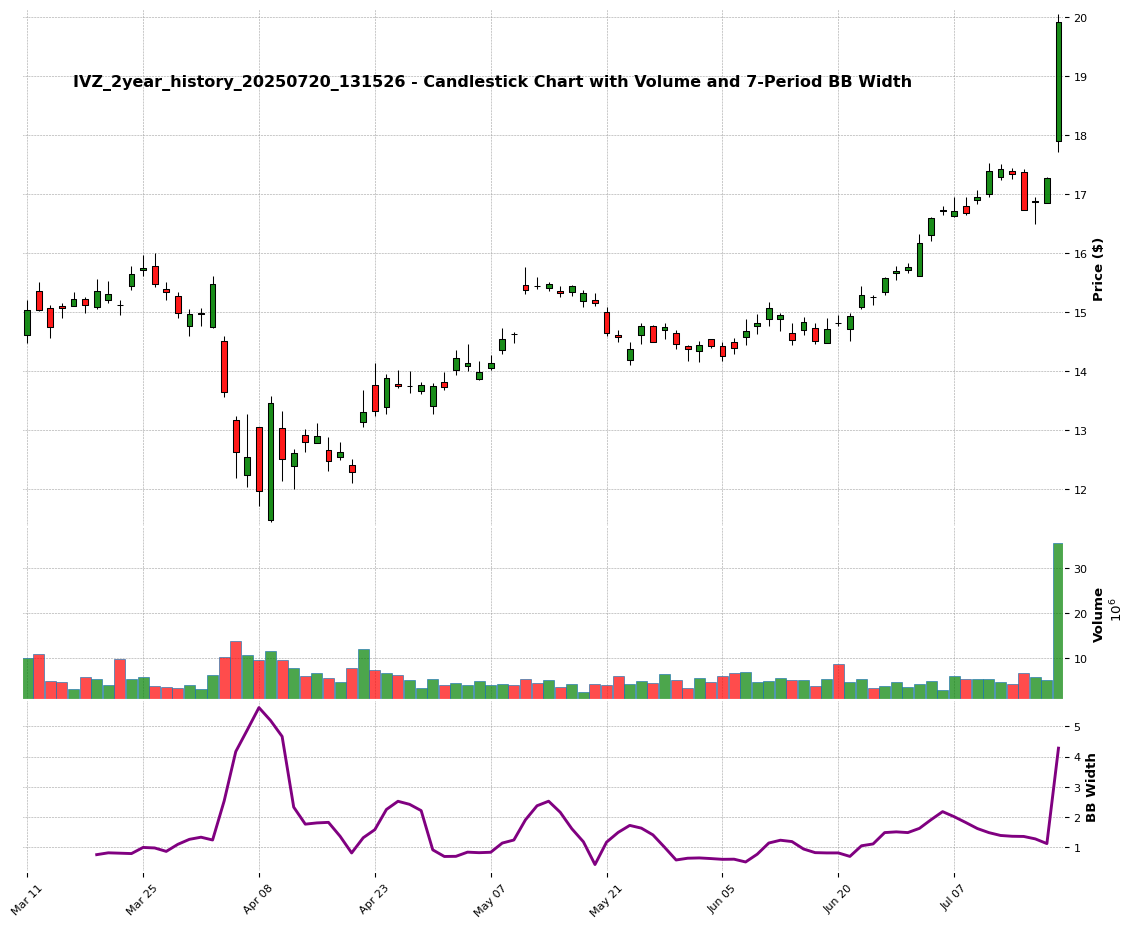 IVZ_2year_history_20250720_131526 - Candlestick Chart with Volume and 7-Period BB Width
20
19
18
17
16
15
14
13
12
Price ($)
30
20
10
Volume
10^6
5
4
3
2
1
BB Width
Mar 11
Mar 25
Apr 08
Apr 23
May 07
May 21
Jun 05
Jun 20
Jul 07